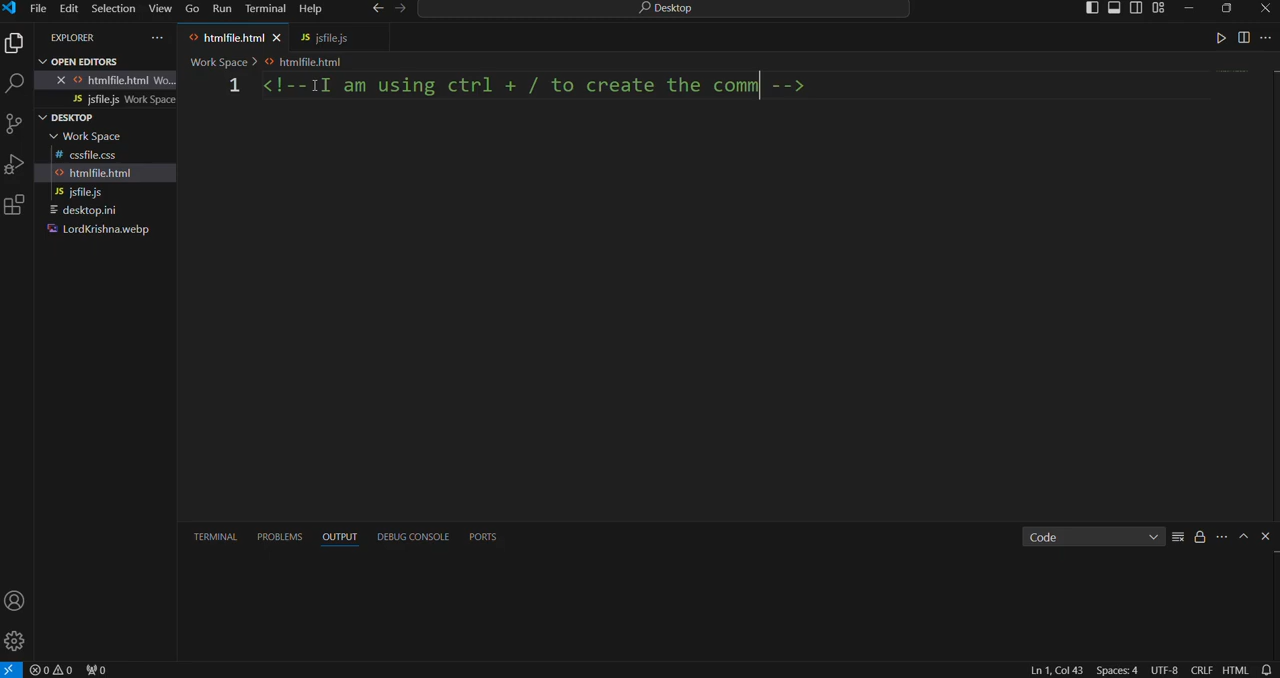 File Edit Selection View Go Run Terminal Help
Desktop
EXPLORER
OPEN EDITORS
htmlfile.html Wo...
JS jsfile.js Work Space
DESKTOP
Work Space
# cssfile.css
htmlfile.html
JS jsfile.js
desktop.ini
LordKrishna.webp
htmlfile.html
JS jsfile.js
Work Space > htmlfile.html
1 <!-- I am using ctrl + / to create the comm -->
TERMINAL PROBLEMS OUTPUT DEBUG CONSOLE PORTS
Code
0 0 0
Ln 1, Col 43 Spaces: 4 UTF-8 CRLF HTML